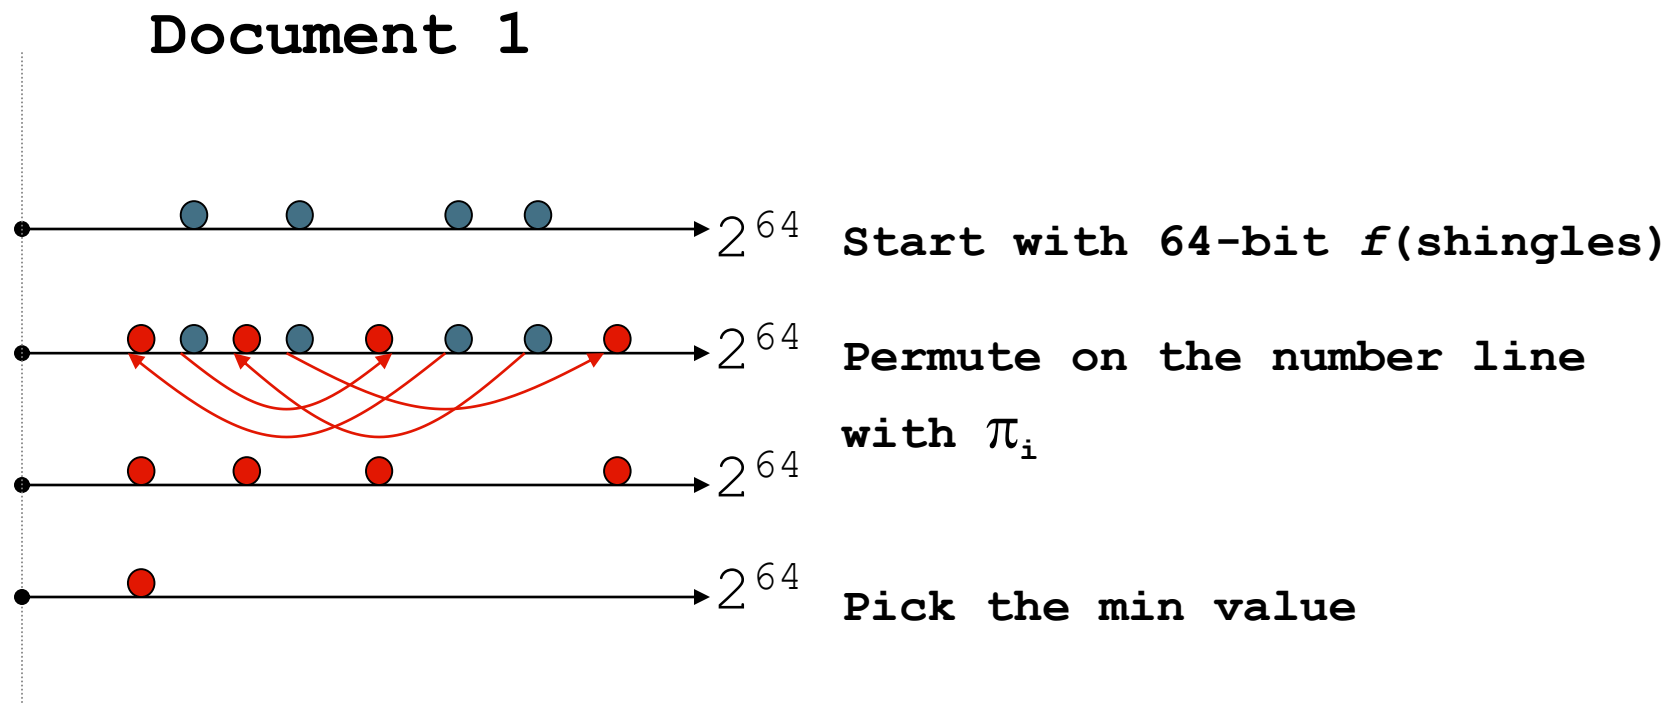 Document 1
2^64 Start with 64-bit f(shingles)
2^64 Permute on the number line
with π_i
2^64
2^64 Pick the min value